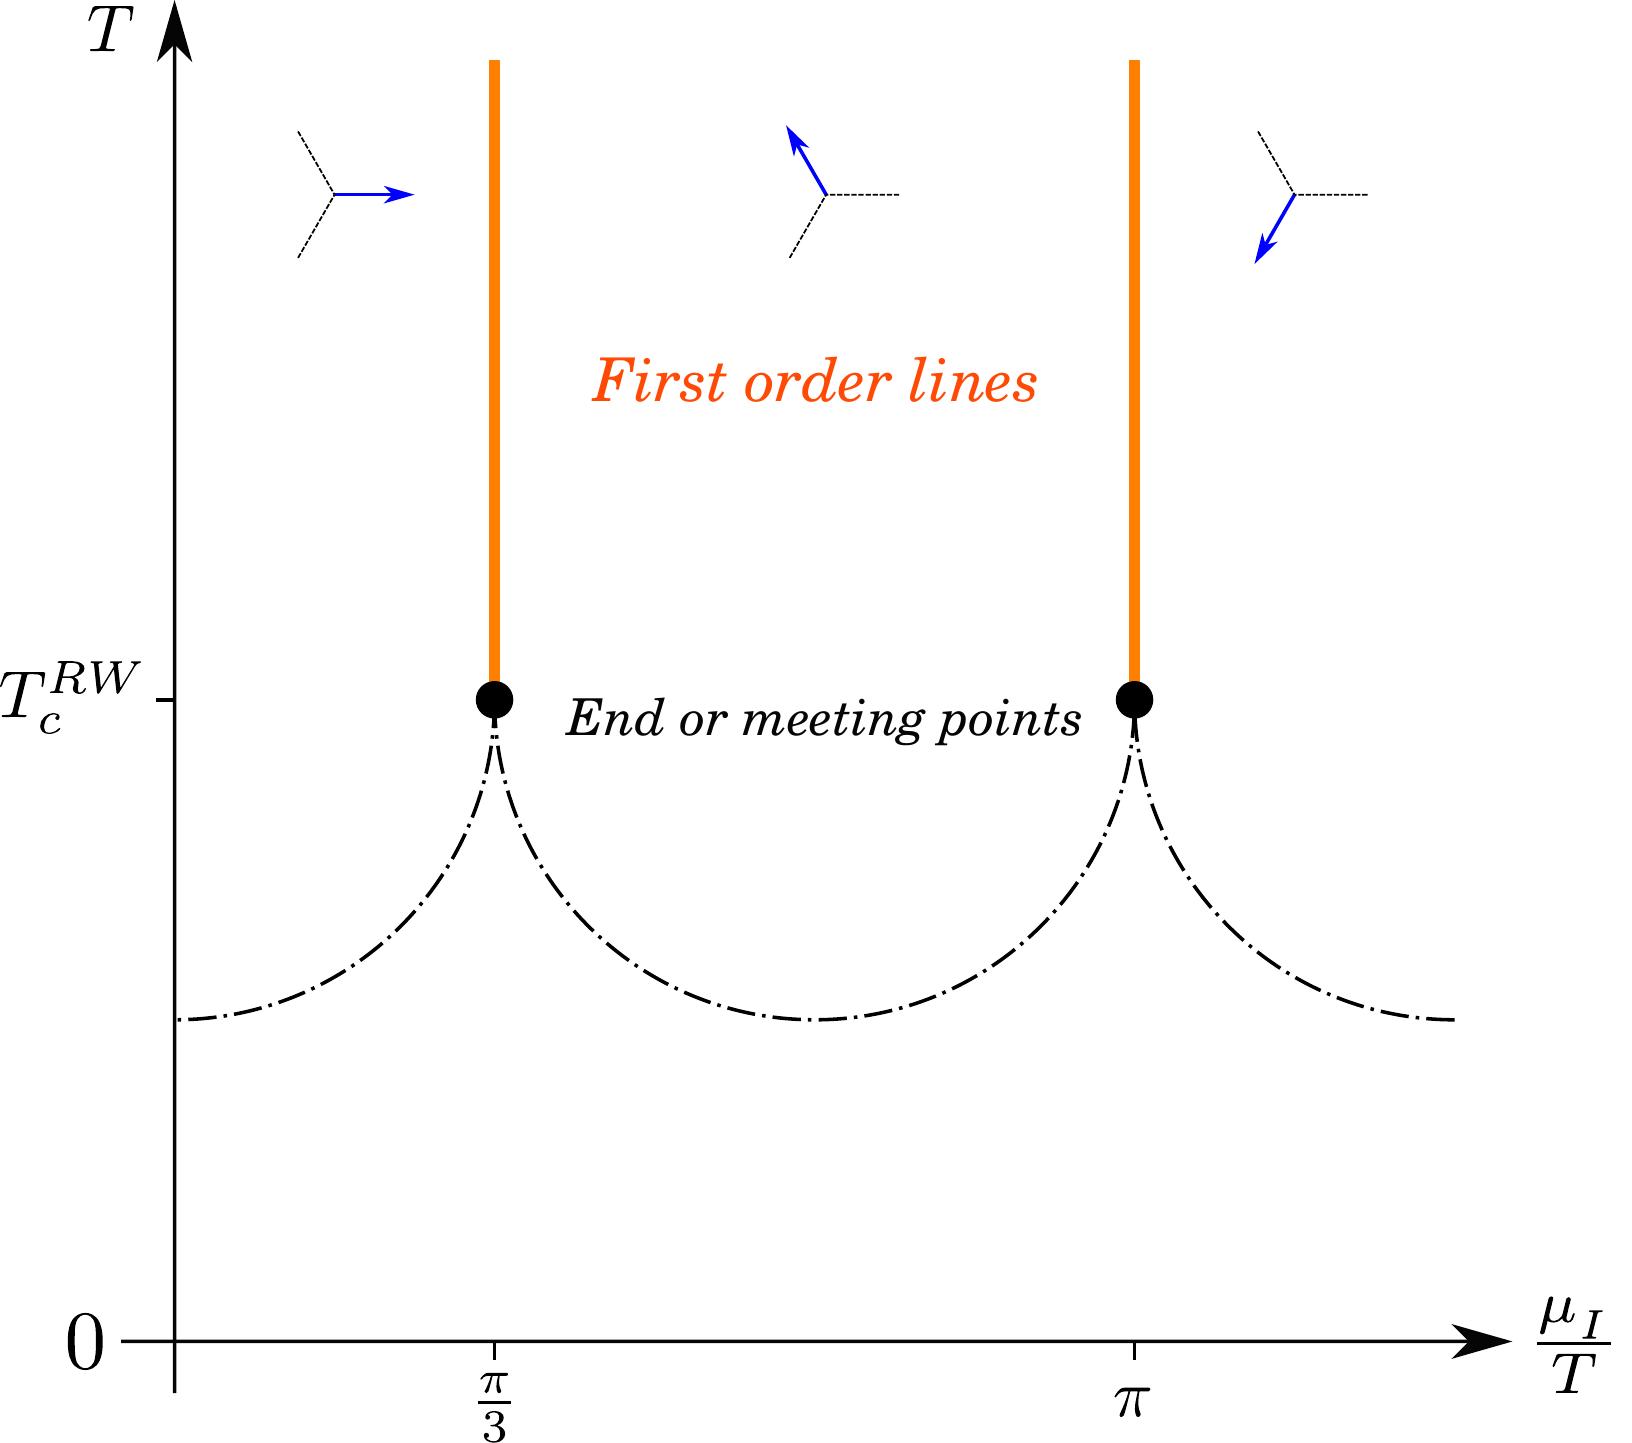 T
First order lines
T_c^{RW}
End or meeting points
0
μ_I/T
π/3
π